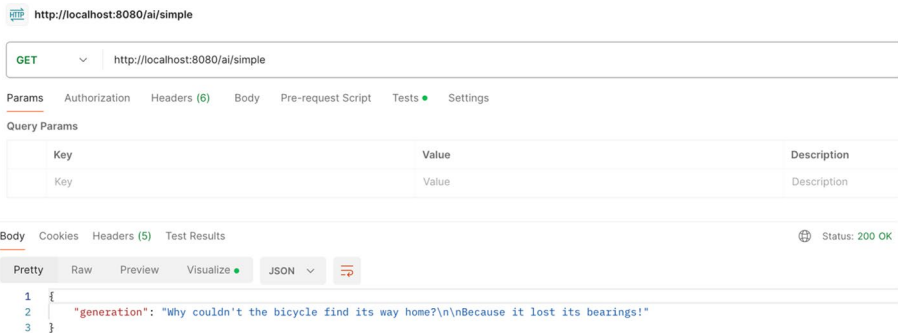 HTTP http://localhost:8080/ai/simple
GET http://localhost:8080/ai/simple
Params Authorization Headers (6) Body Pre-request Script Tests Settings
Query Params
Key Value Description
Key Value Description
Body Cookies Headers (5) Test Results Status: 200 OK
Pretty Raw Preview Visualize JSON
1 {
2 "generation": "Why couldn't the bicycle find its way home?\n\nBecause it lost its bearings!"
3 }